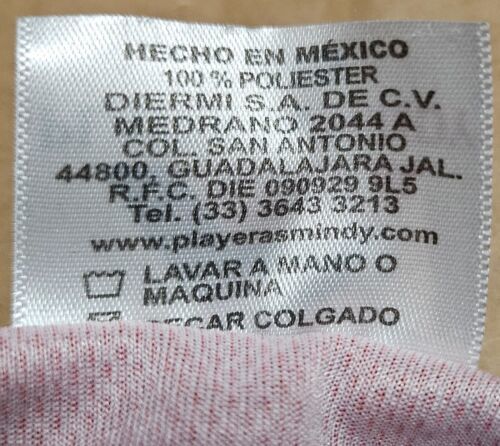 HECHO EN MÉXICO
100 % POLIESTER
DIERMI S.A. DE C.V.
MEDRANO 2044 A
COL. SAN ANTONIO
44800, GUADALAJARA JAL.
R.F.C. DIE 090929 9L5
Tel. (33) 3643 3213
www.playerasmindy.com
LAVAR A MANO O
MAQUINA
SECAR COLGADO